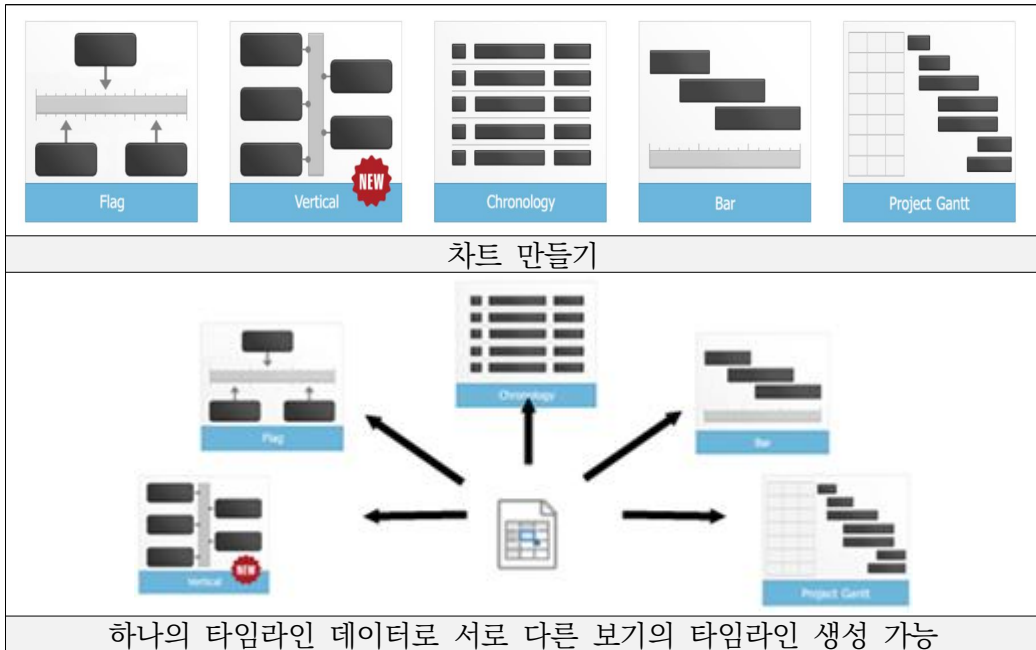 NEW
Flag Vertical Chronology Bar Project Gantt
차트 만들기
Chronology
Flag Bar
NEW
Vertical Project Gantt
하나의 타임라인 데이터로 서로 다른 보기의 타임라인 생성 가능